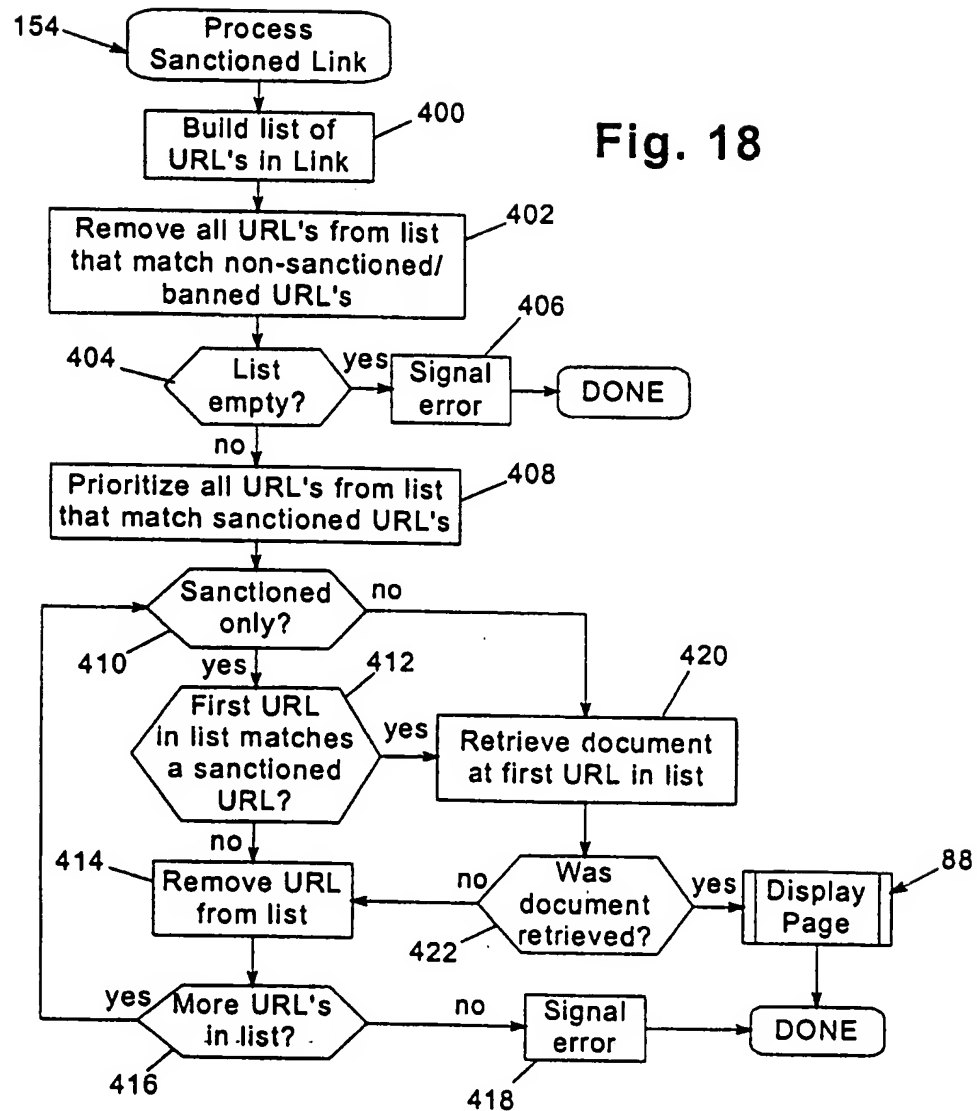 154
Process
Sanctioned Link
400
Build list of
URL's in Link
Fig. 18
402
Remove all URL's from list
that match non-sanctioned/
banned URL's
406
404
List
empty?
yes
Signal
error
DONE
no
408
Prioritize all URL's from list
that match sanctioned URL's
Sanctioned
only?
no
410
yes
412
420
First URL
in list matches
a sanctioned
URL?
yes
Retrieve document
at first URL in list
no
414
Remove URL
from list
no
Was
document
retrieved?
422
yes
88
Display
Page
yes
More URL's
in list?
no
Signal
error
DONE
416
418